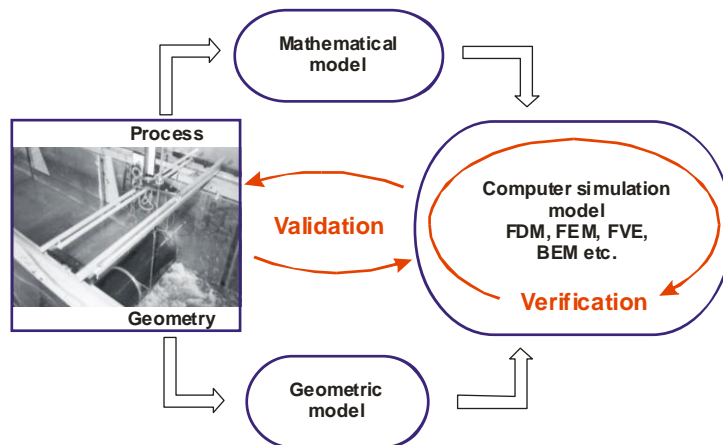 Mathematical
model
Process
Validation
Computer simulation
model
FDM, FEM, FVE,
BEM etc.
Verification
Geometry
Geometric
model